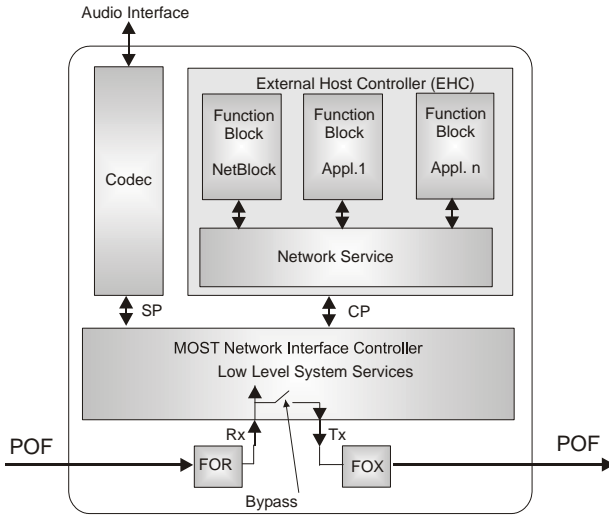 Audio Interface
External Host Controller (EHC)
Function
Block
NetBlock
Function
Block
Appl.1
Function
Block
Appl. n
Codec
Network Service
SP
CP
MOST Network Interface Controller
Low Level System Services
Rx
Tx
POF
FOR
FOX
POF
Bypass